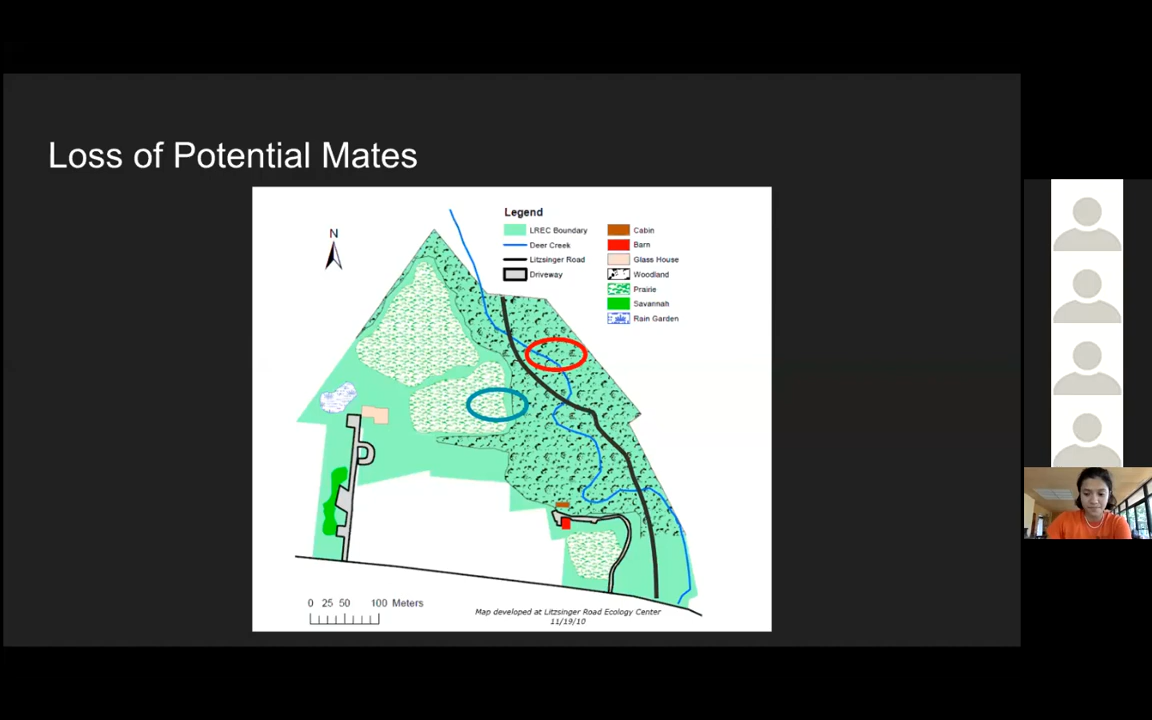 Loss of Potential Mates
N
Legend
LREC Boundary
Deer Creek
Litzsinger Road
Driveway
Cabin
Barn
Glass House
Woodland
Prairie
Savannah
Rain Garden
0 25 50 100 Meters
Map developed at Litzsinger Road Ecology Center
11/19/10